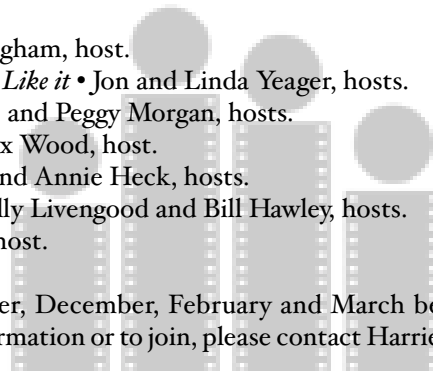 gham, host.
Like it • Jon and Linda Yeager, hosts.
and Peggy Morgan, hosts.
x Wood, host.
nd Annie Heck, hosts.
lly Livengood and Bill Hawley, hosts.
host.
er, December, February and March be
rmation or to join, please contact Harrie